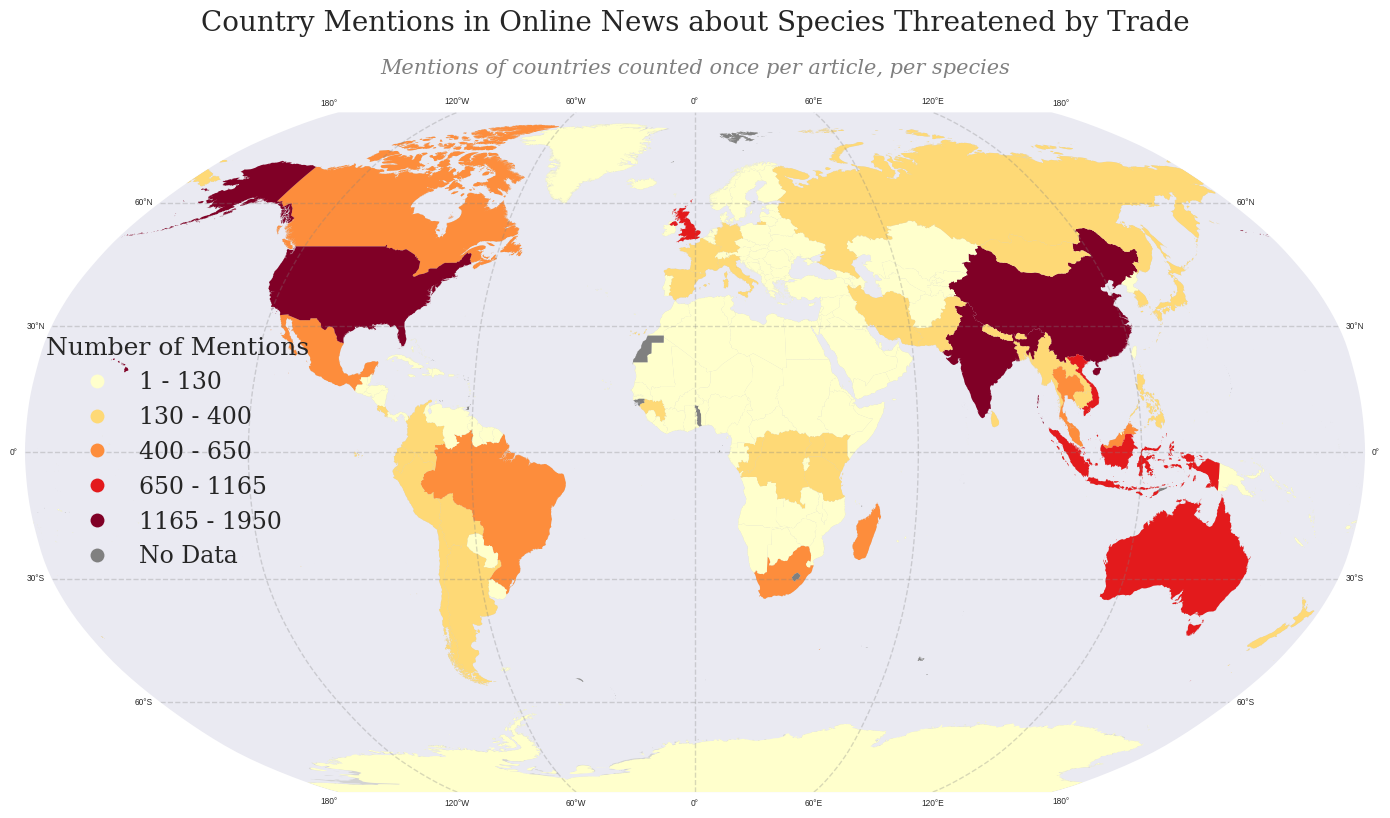 Country Mentions in Online News about Species Threatened by Trade
Mentions of countries counted once per article, per species
180° 120°W 60°W 0° 60°E 120°E 180°
60°N 60°N
30°N 30°N
Number of Mentions
1 - 130
130 - 400
400 - 650
0° 0°
650 - 1165
1165 - 1950
No Data
30°S 30°S
60°S 60°S
180° 120°W 60°W 0° 60°E 120°E 180°